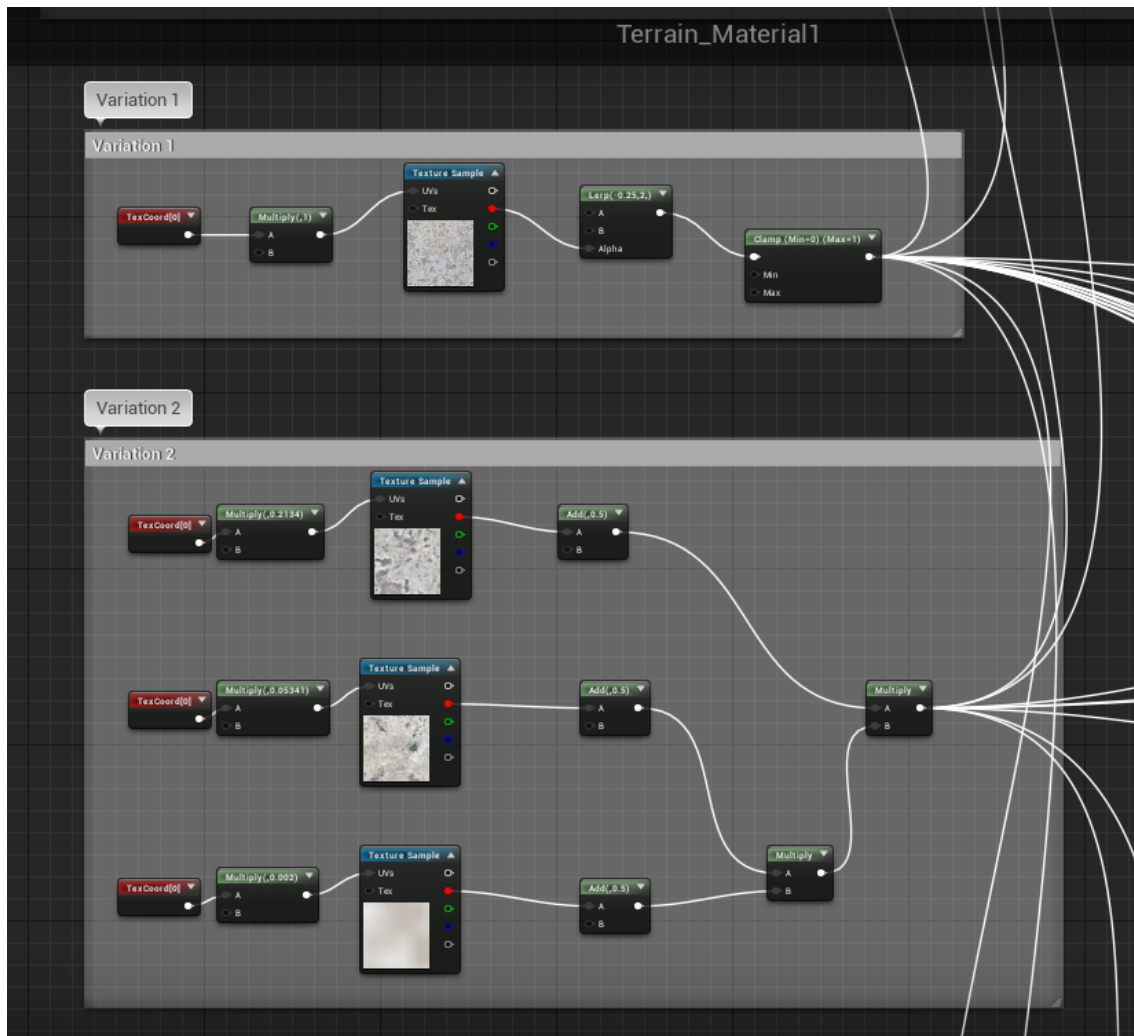 Terrain_Material1
Variation 1
Variation 1
TexCoord[0]
Multiply(,1)
A
B
Texture Sample
UVs
Tex
Lerp(-0.25,2,)
A
B
Alpha
Clamp (Min=0) (Max=1)
Min
Max
Variation 2
Variation 2
TexCoord[0]
Multiply(,0.2134)
A
B
Texture Sample
UVs
Tex
Add(,0.5)
A
B
TexCoord[0]
Multiply(,0.05341)
A
B
Texture Sample
UVs
Tex
Add(,0.5)
A
B
Multiply
A
B
TexCoord[0]
Multiply(,0.002)
A
B
Texture Sample
UVs
Tex
Add(,0.5)
A
B
Multiply
A
B